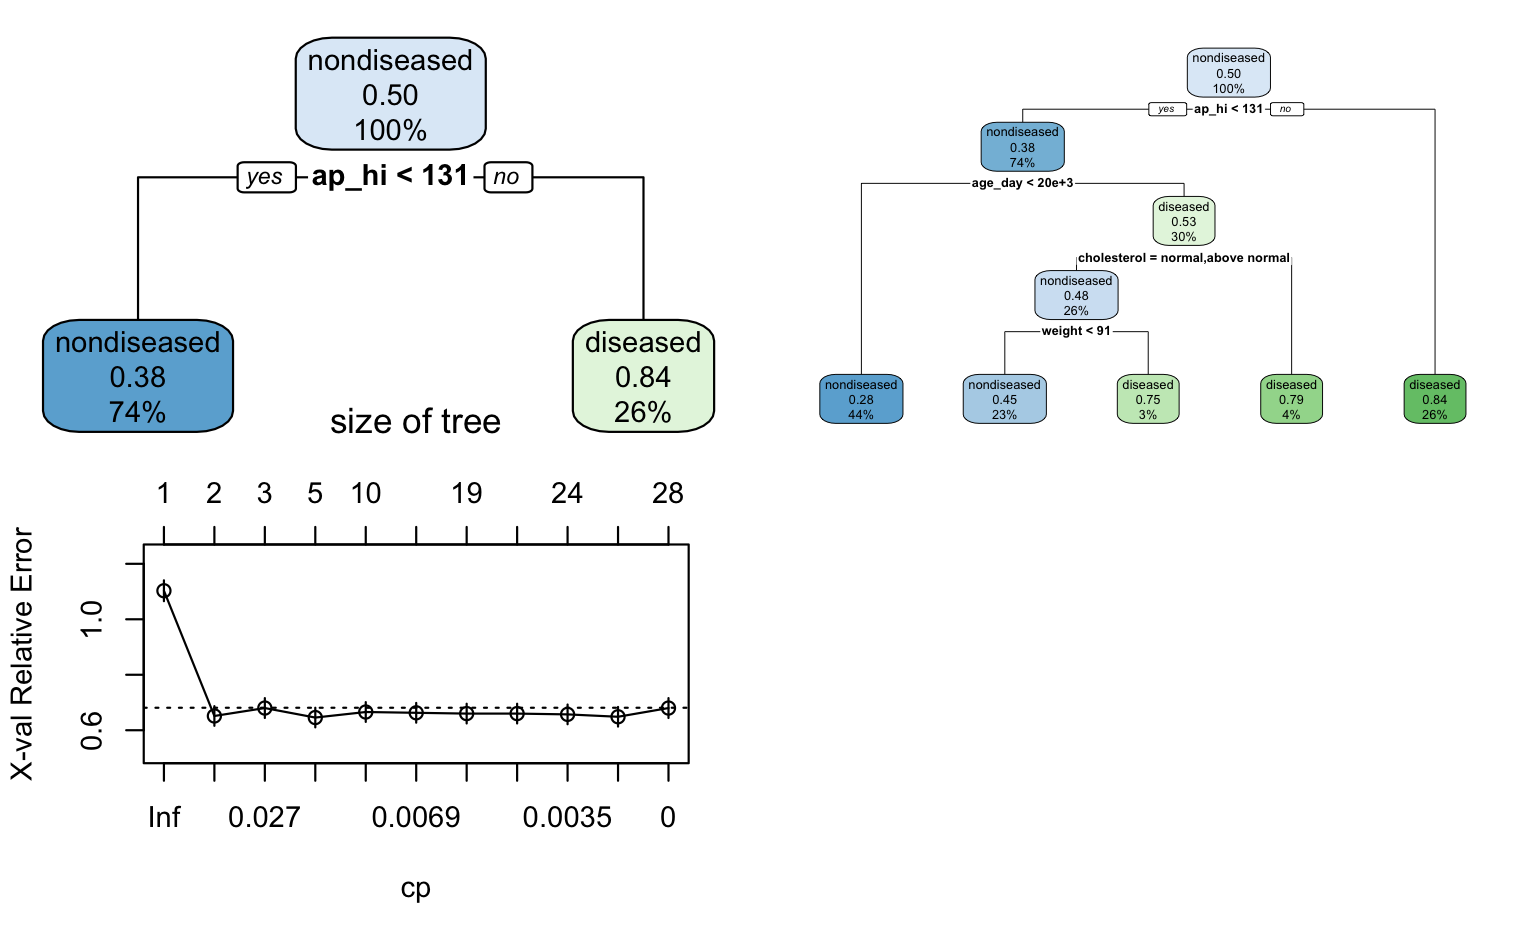 nondiseased
0.50
100%
yes ap_hi < 131 no
nondiseased
0.38
74%
diseased
0.84
26%
nondiseased
0.50
100%
yes ap_hi < 131 no
nondiseased
0.38
74%
age_day < 20e+3
diseased
0.53
30%
cholesterol = normal,above normal
nondiseased
0.48
26%
weight < 91
nondiseased
0.28
44%
nondiseased
0.45
23%
diseased
0.75
3%
diseased
0.79
4%
diseased
0.84
26%
size of tree
1 2 3 5 10 19 24 28
X-val Relative Error
1.0
0.6
Inf 0.027 0.0069 0.0035 0
cp